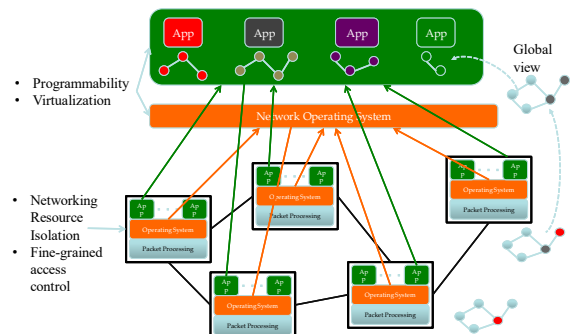 App
App
App
App
Global
view
• Programmability
• Virtualization
Network Operating System
Ap
p
Ap
p
Operating System
Packet Processing
Ap
p
Ap
p
Operating System
Packet Processing
• Networking
Resource
Isolation
• Fine-grained
access
control
Ap
p
Ap
p
Operating System
Packet Processing
Ap
p
Ap
p
Operating System
Packet Processing
Ap
p
Ap
p
Operating System
Packet Processing